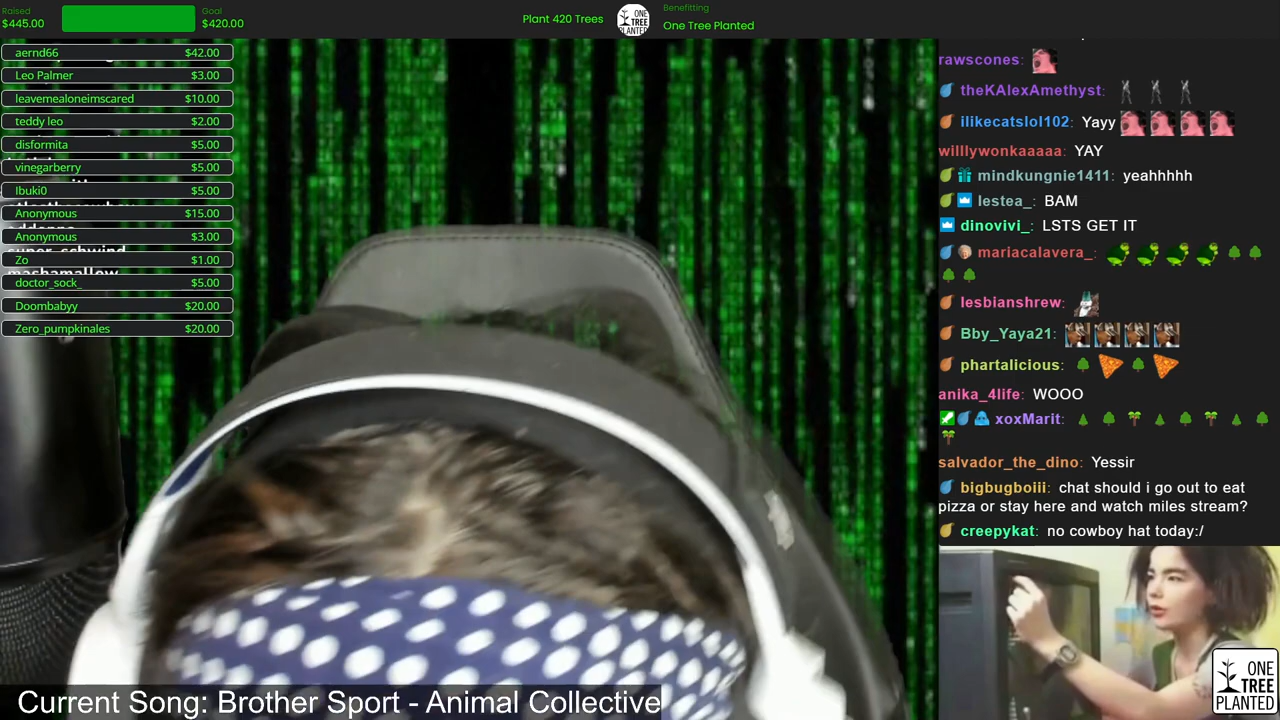 Raised
$445.00
Goal
$420.00
Plant 420 Trees
ONE
TREE
PLANTED
Benefitting
One Tree Planted
aernd66 $42.00
Leo Palmer $3.00
leavemealoneimscared $10.00
teddy leo $2.00
disformita $5.00
vinegarberry $5.00
Ibuki0 $5.00
Anonymous $15.00
Anonymous $3.00
super_schwind
Zo $1.00
mashamallow
doctor_sock_ $5.00
Doombabyy $20.00
Zero_pumpkinales $20.00
rawscones:
theKAlexAmethyst:
ilikecatslol102: Yayy
willlywonkaaaaa: YAY
mindkungnie1411: yeahhhhh
lestea_: BAM
dinovivi_: LSTS GET IT
mariacalavera_:
lesbianshrew:
Bby_Yaya21:
phartalicious:
anika_4life: WOOO
xoxMarit:
salvador_the_dino: Yessir
bigbugboiii: chat should i go out to eat
pizza or stay here and watch miles stream?
creepykat: no cowboy hat today:/
ONE
TREE
PLANTED
Current Song: Brother Sport - Animal Collective